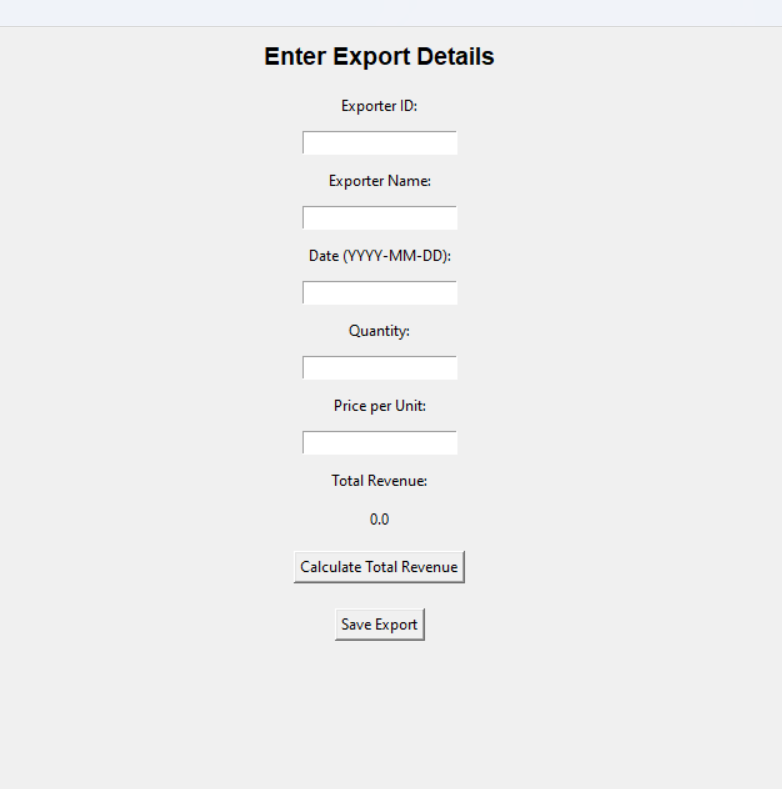 Enter Export Details
Exporter ID:
Exporter Name:
Date (YYYY-MM-DD):
Quantity:
Price per Unit:
Total Revenue:
0.0
Calculate Total Revenue
Save Export